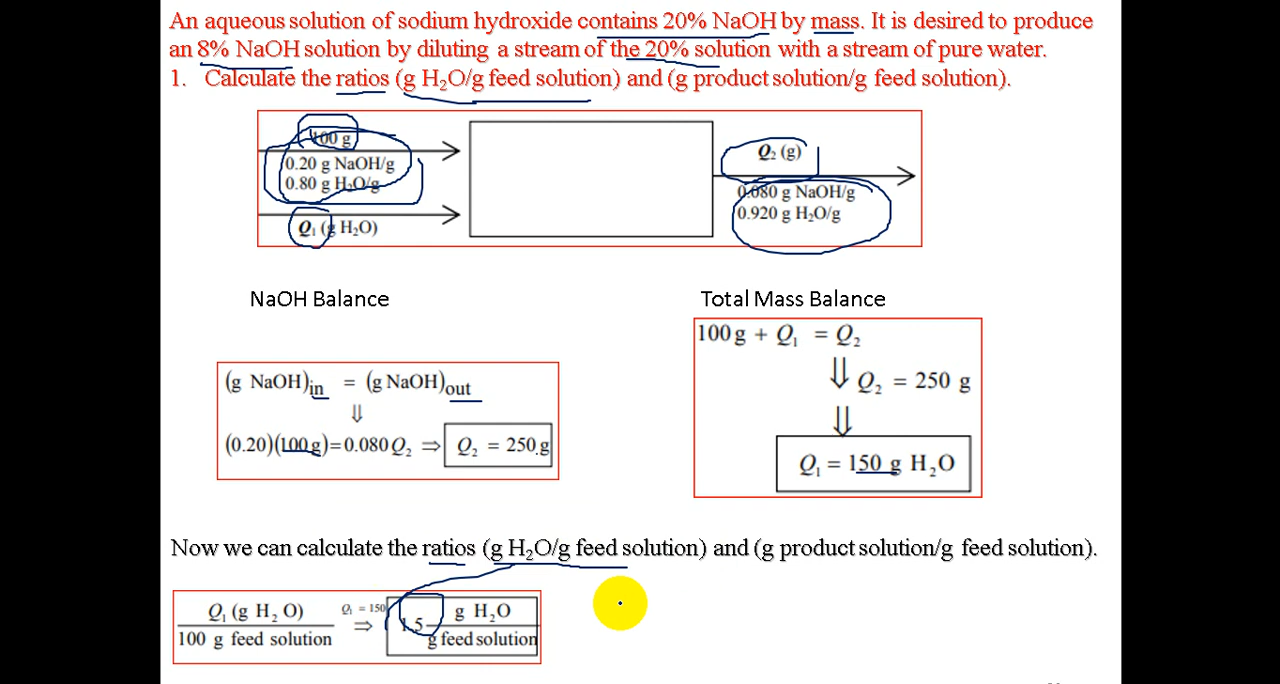 An aqueous solution of sodium hydroxide contains 20% NaOH by mass. It is desired to produce
an 8% NaOH solution by diluting a stream of the 20% solution with a stream of pure water.
1. Calculate the ratios (g H₂O/g feed solution) and (g product solution/g feed solution).
100 g
0.20 g NaOH/g
0.80 g H₂O/g
Q₁ (g H₂O)
Q₂ (g)
0.080 g NaOH/g
0.920 g H₂O/g
NaOH Balance
Total Mass Balance
(g NaOH)in = (g NaOH)out
⇓
(0.20)(100 g)=0.080Q₂ ⇒ Q₂ = 250 g
100 g + Q₁ = Q₂
⇓ Q₂ = 250 g
⇓
Q₁ = 150 g H₂O
Now we can calculate the ratios (g H₂O/g feed solution) and (g product solution/g feed solution).
Q₁ (g H₂O)
100 g feed solution
Q₁ = 150
⇒
1.5 g H₂O
g feed solution